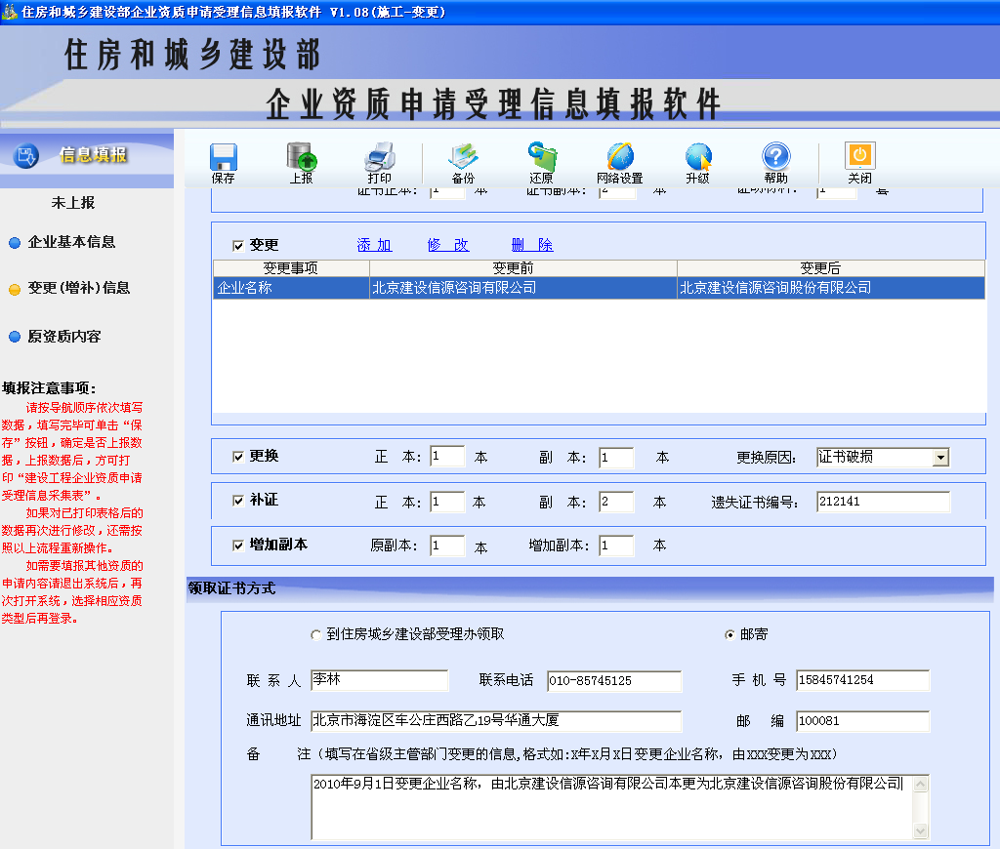 住房和城乡建设部企业资质申请受理信息填报软件 V1.08(施工-变更)
住房和城乡建设部
企业资质申请受理信息填报软件
信息填报
保存 上报 打印 备份 还原 网络设置 升级 帮助 关闭
证书正本: 1 本 证书副本: 2 本 证明材料: 1 套
未上报
企业基本信息
变更(增补)信息
原资质内容
填报注意事项:
请按导航顺序依次填写
数据，填写完毕可单击“保
存”按钮，确定是否上报数
据，上报数据后，方可打
印“建设工程企业资质申请
受理信息采集表”。
如果对已打印表格后的
数据再次进行修改，还需按
照以上流程重新操作。
如需要填报其他资质的
申请内容请退出系统后，再
次打开系统，选择相应资质
类型后再登录。
变更 添 加 修 改 删 除
变更事项 变更前 变更后
企业名称 北京建设信源咨询有限公司 北京建设信源咨询股份有限公司
更换 正 本: 1 本 副 本: 1 本 更换原因: 证书破损
补证 正 本: 1 本 副 本: 2 本 遗失证书编号: 212141
增加副本 原副本: 1 本 增加副本: 1 本
领取证书方式
到住房城乡建设部受理办领取 邮寄
联 系 人 李林 联系电话 010-85745125 手 机 号 15845741254
通讯地址 北京市海淀区车公庄西路乙19号华通大厦 邮 编 100081
备 注（填写在省级主管部门变更的信息,格式如:X年X月X日变更企业名称，由XXX变更为XXX）
2010年9月1日变更企业名称，由北京建设信源咨询有限公司本更为北京建设信源咨询股份有限公司